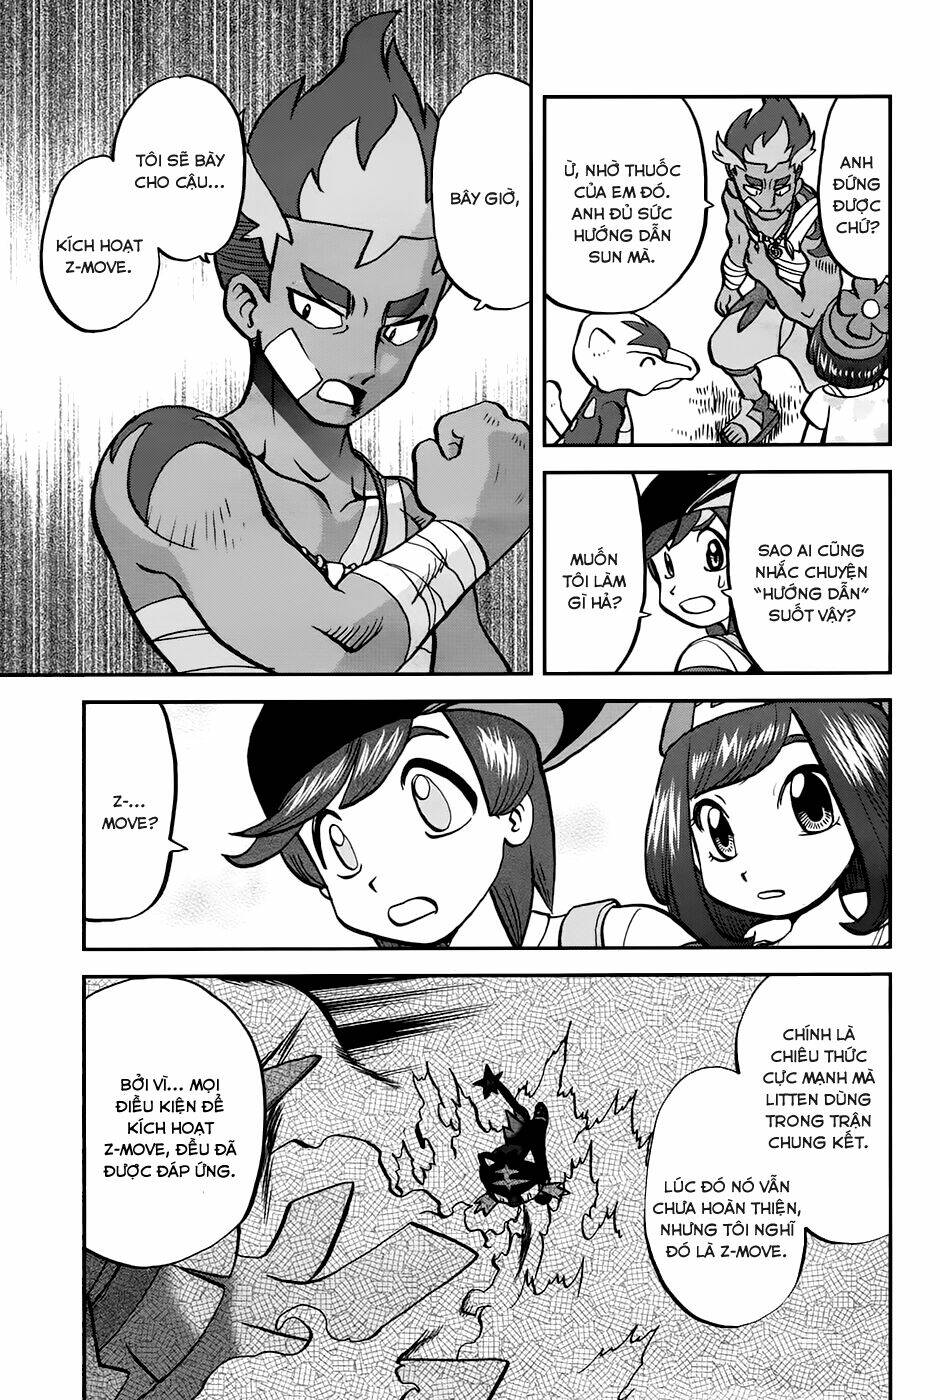 ANH
ĐỨNG
ĐƯỢC
CHỨ?
Ừ, NHỜ THUỐC
CỦA EM ĐÓ.
ANH ĐỦ SỨC
HƯỚNG DẪN
SUN MÀ.
SAO AI CŨNG
NHẮC CHUYỆN
“HƯỚNG DẪN”
SUỐT VẬY?
MUỐN
TÔI LÀM
GÌ HẢ?
BÂY GIỜ,
TÔI SẼ BÀY
CHO CẬU...
KÍCH HOẠT
Z-MOVE.
Z-...
MOVE?
CHÍNH LÀ
CHIÊU THỨC
CỰC MẠNH MÀ
LITTEN DÙNG
TRONG TRẬN
CHUNG KẾT.
LÚC ĐÓ NÓ VẪN
CHƯA HOÀN THIỆN,
NHƯNG TÔI NGHĨ
ĐÓ LÀ Z-MOVE.
BỞI VÌ... MỌI
ĐIỀU KIỆN ĐỂ
KÍCH HOẠT
Z-MOVE, ĐỀU ĐÃ
ĐƯỢC ĐÁP ỨNG.